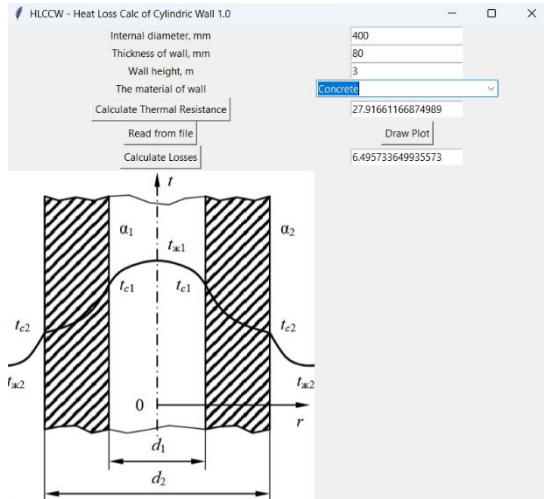 HLCCW - Heat Loss Calc of Cylindric Wall 1.0
Internal diameter, mm 400
Thickness of wall, mm 80
Wall height, m 3
The material of wall Concrete
Calculate Thermal Resistance 27.91661166874989
Read from file Draw Plot
Calculate Losses 6.495733649935573
t
α1 α2
tж1
tc1 tc1
tc2 tc2
tж2 tж2
0
r
d1
d2